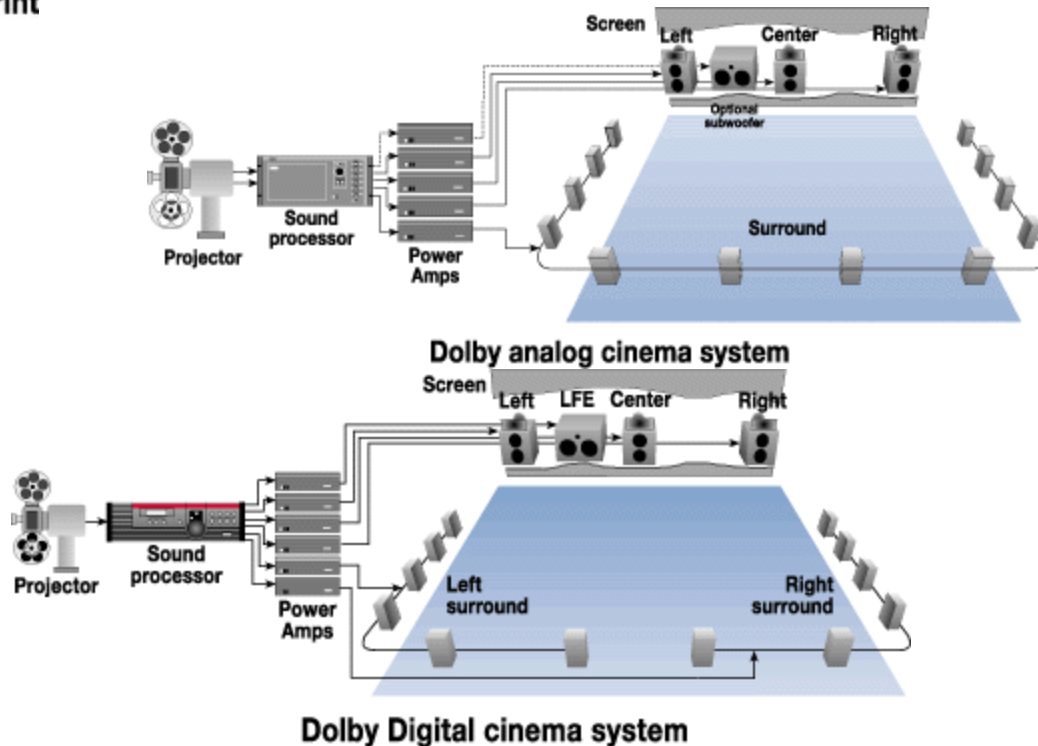 Screen
Left
Center
Right
Optional
subwoofer
Sound
processor
Projector
Power
Amps
Surround
Dolby analog cinema system
Screen
Left
LFE
Center
Right
Projector
Sound
processor
Power
Amps
Left
surround
Right
surround
Dolby Digital cinema system